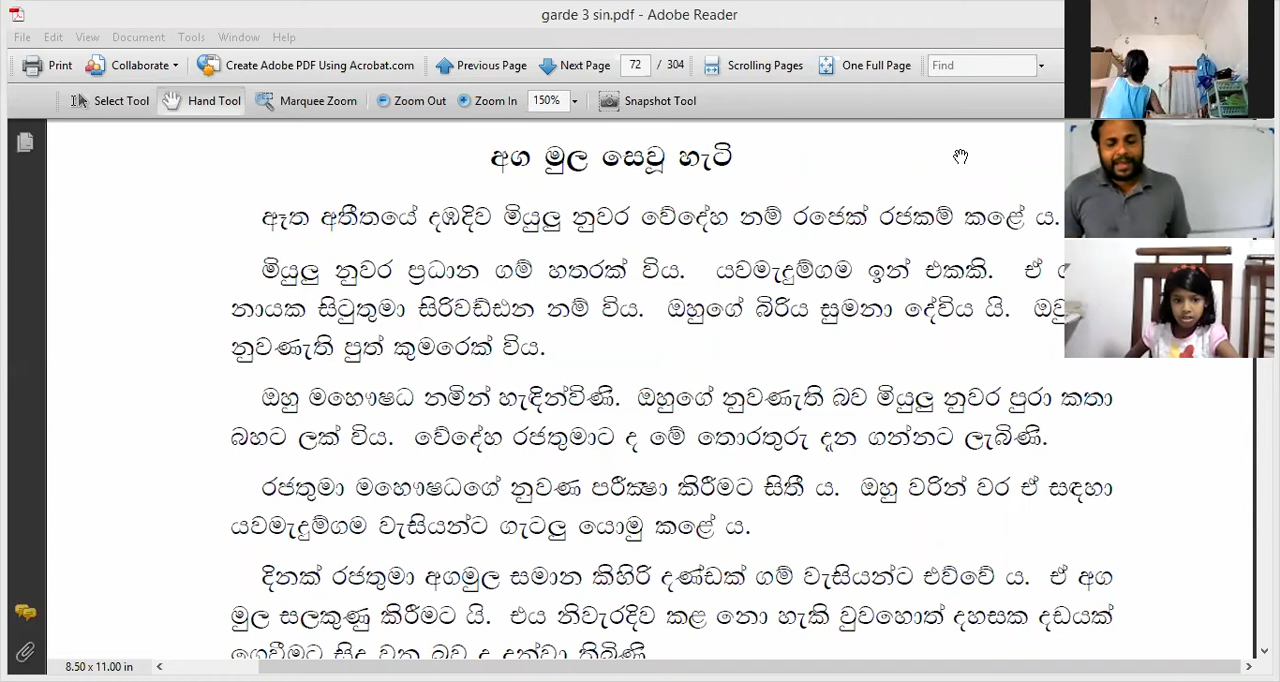 garde 3 sin.pdf - Adobe Reader
File Edit View Document Tools Window Help
Print Collaborate Create Adobe PDF Using Acrobat.com Previous Page Next Page 72 / 304 Scrolling Pages One Full Page Find
Select Tool Hand Tool Marquee Zoom Zoom Out Zoom In 150% Snapshot Tool
අග මුල සෙවූ හැටි
ඈත අතීතයේ දඹදිව මියුලු නුවර වේදේහ නම් රජෙක් රජකම් කළේ ය.
මියුලු නුවර ප්‍රධාන ගම් හතරක් විය. යවමැදුම්ගම ඉන් එකකි. ඒ
නායක සිටුතුමා සිරිවඩ්ඪන නම් විය. ඔහුගේ බිරිය සුමනා දේවිය යි.
නුවණැති පුත් කුමරෙක් විය.
ඔහු මහෞෂධ නමින් හැඳින්විණි. ඔහුගේ නුවණැති බව මියුලු නුවර පුරා කතා
බහට ලක් විය. වේදේහ රජතුමාට ද මේ තොරතුරු දැන ගන්නට ලැබිණි.
රජතුමා මහෞෂධගේ නුවණ පරීක්‍ෂා කිරීමට සිතී ය. ඔහු වරින් වර ඒ සඳහා
යවමැදුම්ගම වැසියන්ට ගැටලු යොමු කළේ ය.
දිනක් රජතුමා අගමුල සමාන කිහිරි දණ්ඩක් ගම් වැසියන්ට එව්වේ ය. ඒ අග
මුල සලකුණු කිරීමට යි. එය නිවැරදිව කළ නො හැකි වුවහොත් දහසක දඩයක්
ගෙවීමට සිදු වන බව ද දන්වා තිබිණි.
8.50 x 11.00 in